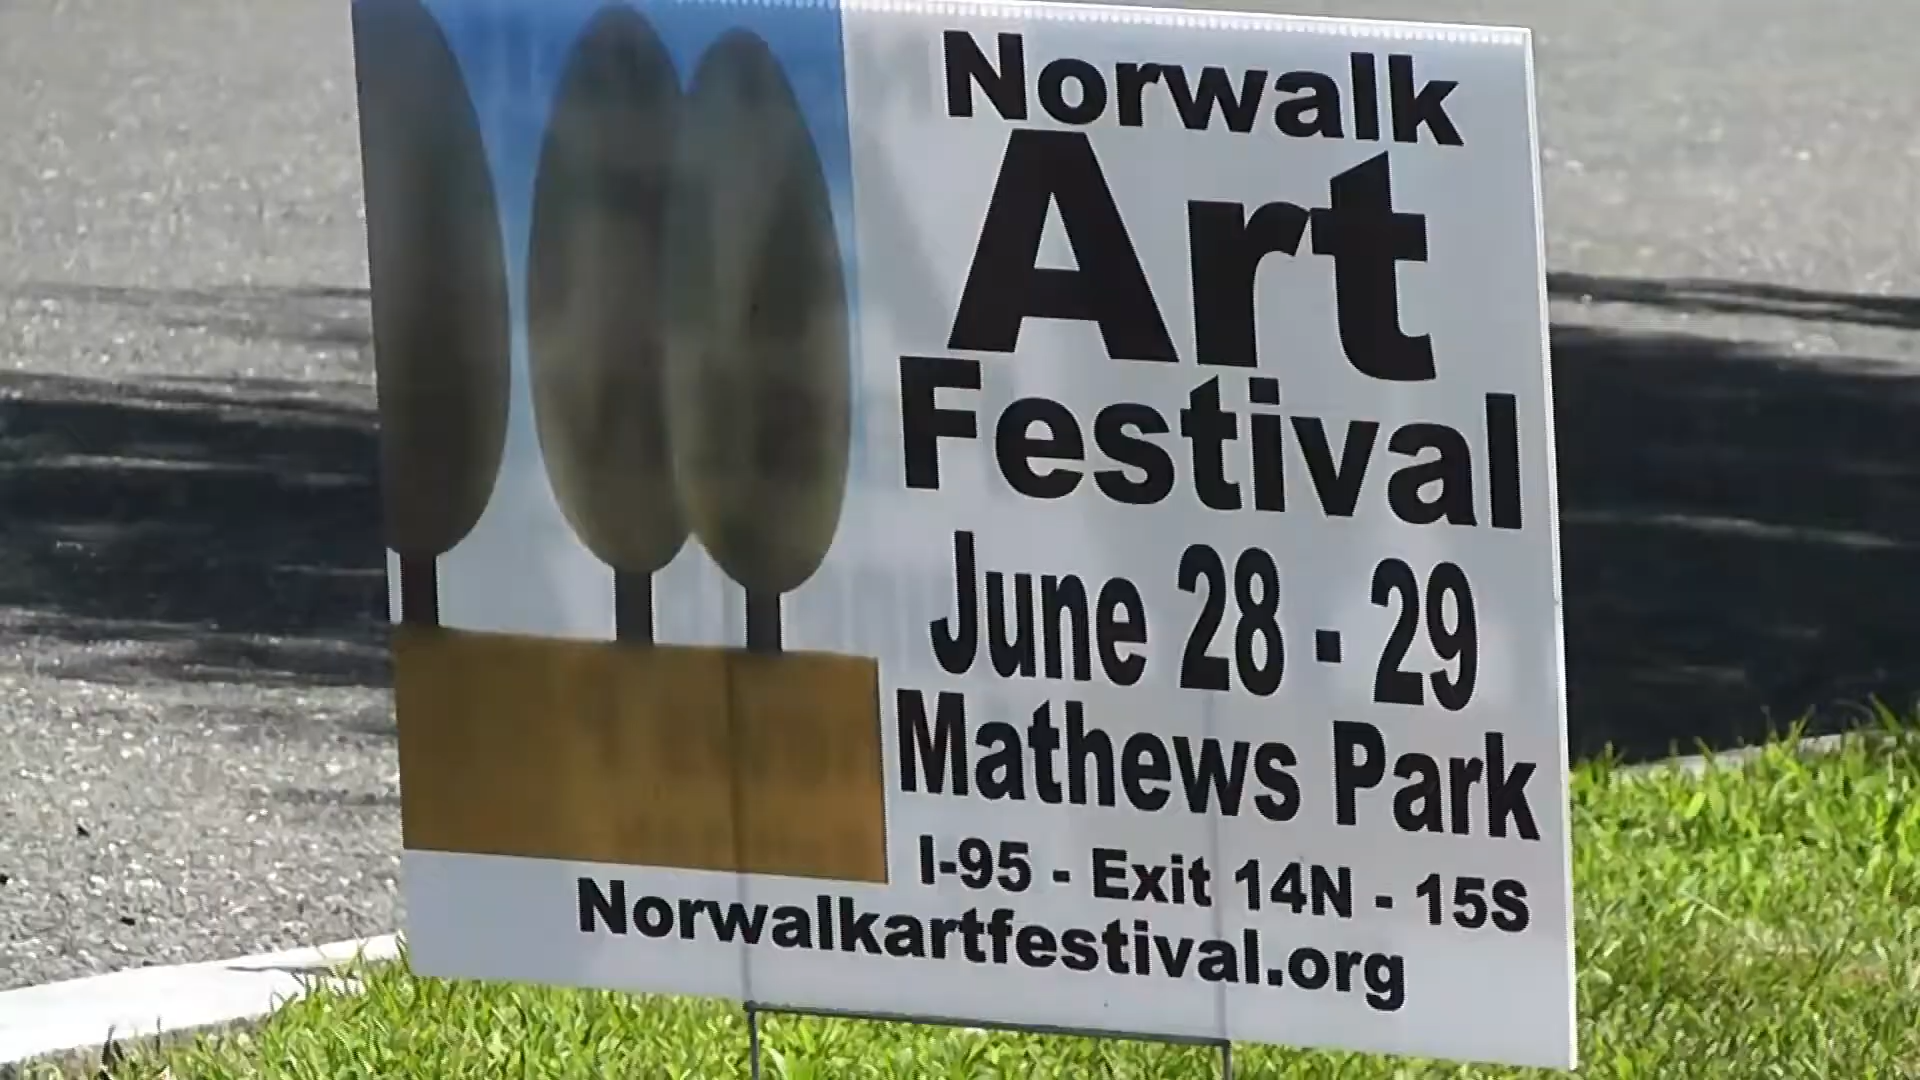 Norwalk
Art
Festival
June 28 - 29
Mathews Park
I-95 - Exit 14N - 15S
Norwalkartfestival.org